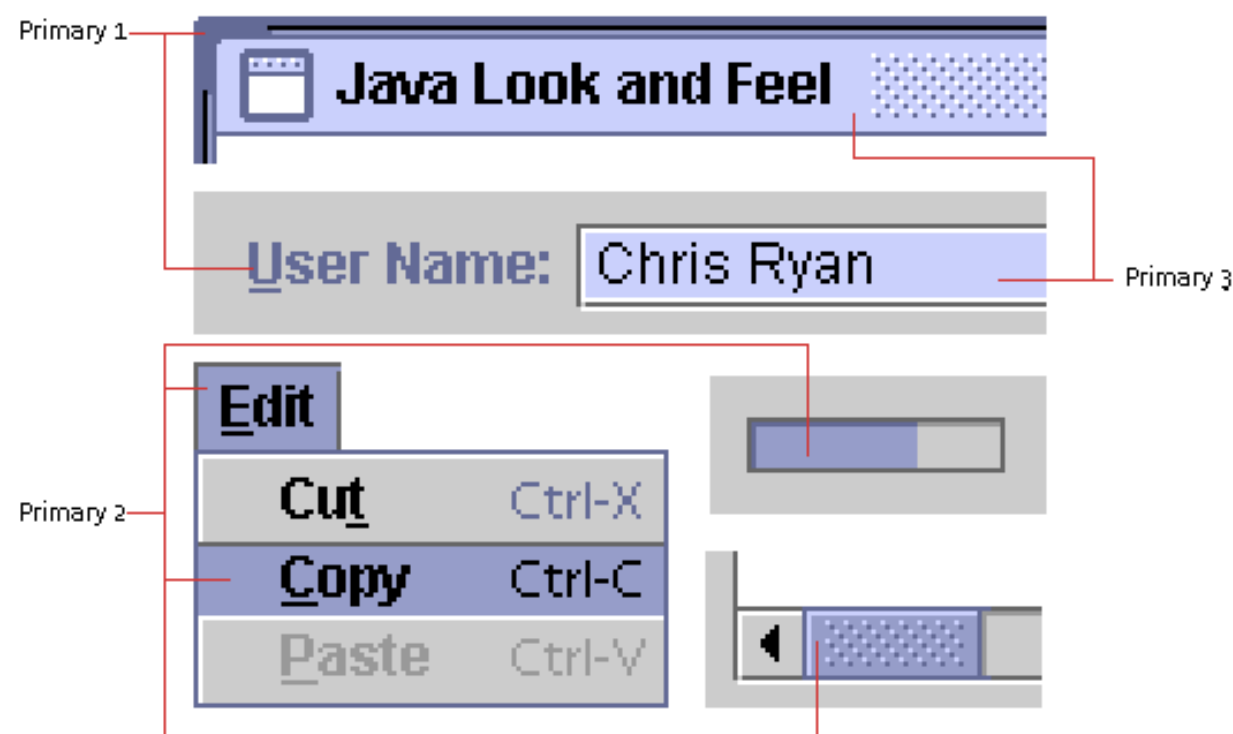 Primary 1
Java Look and Feel
User Name: Chris Ryan
Primary 3
Edit
Cut Ctrl-X
Primary 2
Copy Ctrl-C
Paste Ctrl-V